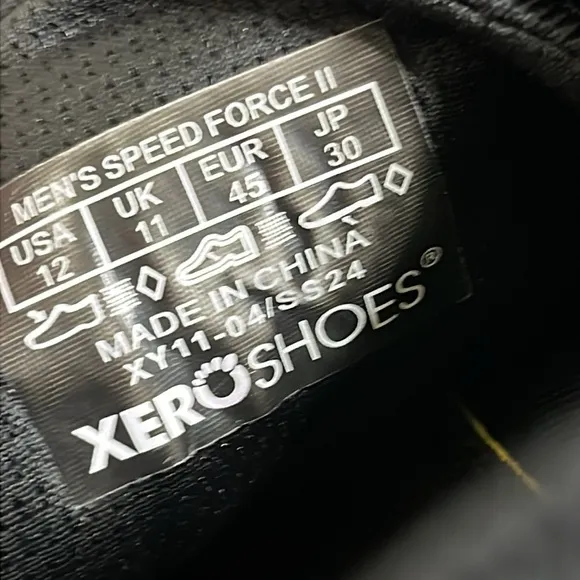 MEN'S SPEED FORCE II
USA UK EUR JP
12 11 45 30
MADE IN CHINA
XY11-04/SS24
XEROSHOES®